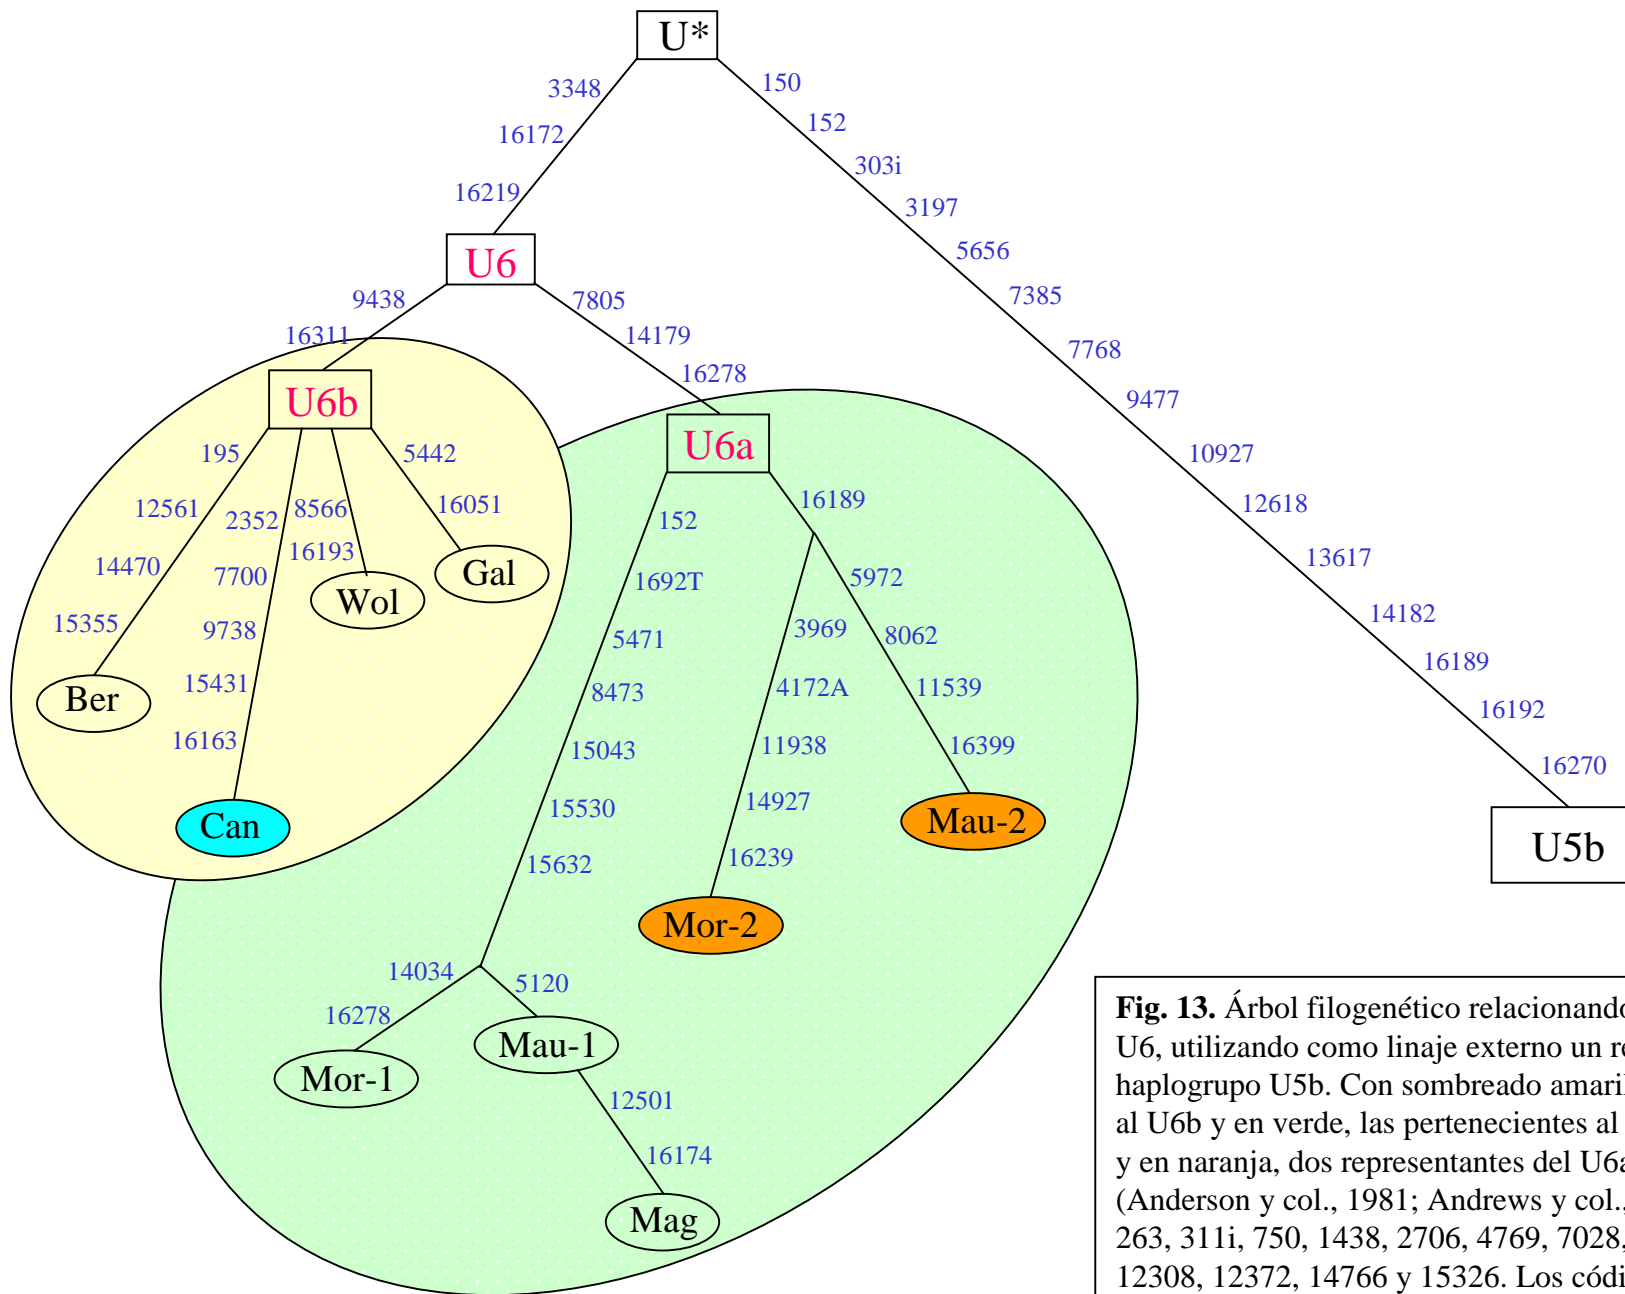 U*
3348
16172
16219
150
152
303i
3197
5656
7385
7768
9477
10927
12618
13617
14182
16189
16192
16270
U5b
U6
9438
16311
7805
14179
16278
U6b
195
12561
14470
15355
Ber
2352
7700
9738
15431
16163
Can
8566
16193
Wol
5442
16051
Gal
U6a
152
1692T
5471
8473
15043
15530
15632
14034
16278
Mor-1
5120
Mau-1
12501
16174
Mag
16189
3969
4172A
11938
14927
16239
Mor-2
5972
8062
11539
16399
Mau-2
Fig. 13. Árbol filogenético relacionando
U6, utilizando como linaje externo un
haplogrupo U5b. Con sombreado
al U6b y en verde, las pertenecientes al
y en naranja, dos representantes del
(Anderson y col., 1981; Andrews y col.,
263, 311i, 750, 1438, 2706, 4769, 7028,
12308, 12372, 14766 y 15326. Los